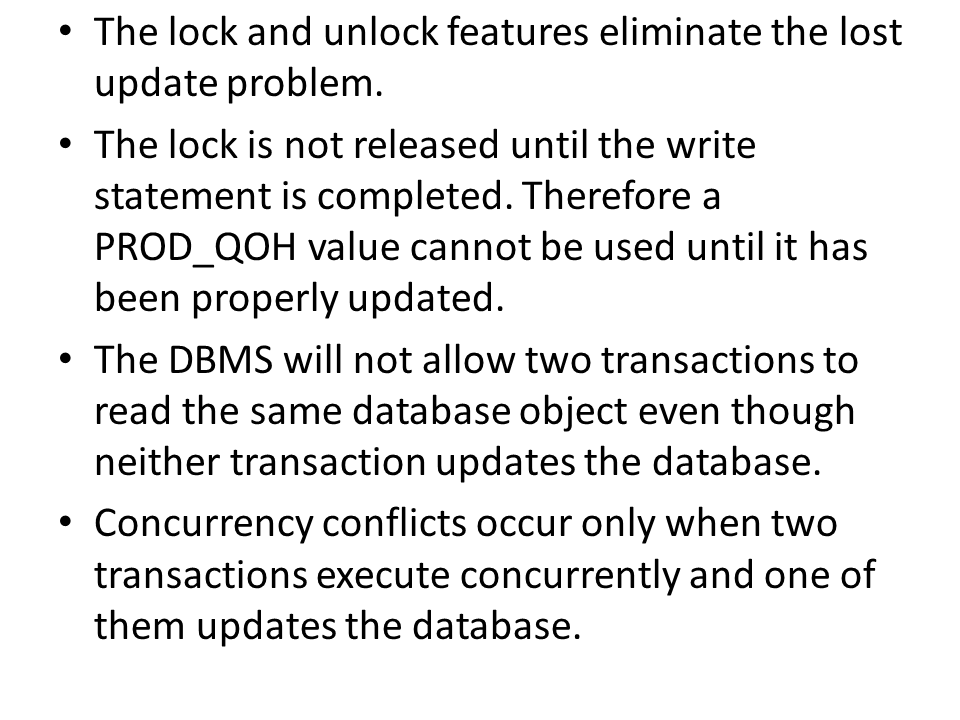 • The lock and unlock features eliminate the lost
update problem.
• The lock is not released until the write
statement is completed. Therefore a
PROD_QOH value cannot be used until it has
been properly updated.
• The DBMS will not allow two transactions to
read the same database object even though
neither transaction updates the database.
• Concurrency conflicts occur only when two
transactions execute concurrently and one of
them updates the database.